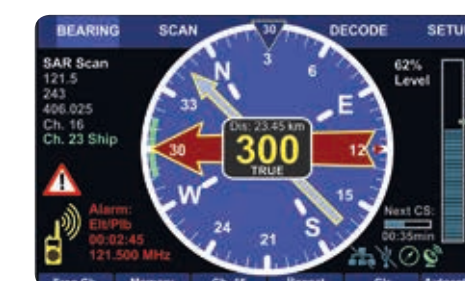 BEARING SCAN DECODE SETU
SAR Scan
121.5
243
406.025
Ch. 16
Ch. 23 Ship
30
3
6
N
E
33
62%
Level
Dis: 23.45 km
300
TRUE
30
12
W
S
15
24
21
Alarm:
Elt/Plb
00:02:45
121.500 MHz
Next CS:
00:35min